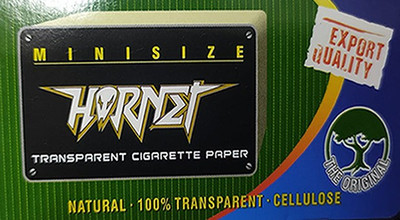 MINISIZE
HORNET
TRANSPARENT CIGARETTE PAPER
EXPORT
QUALITY
THE ORIGINAL
NATURAL · 100% TRANSPARENT · CELLULOSE